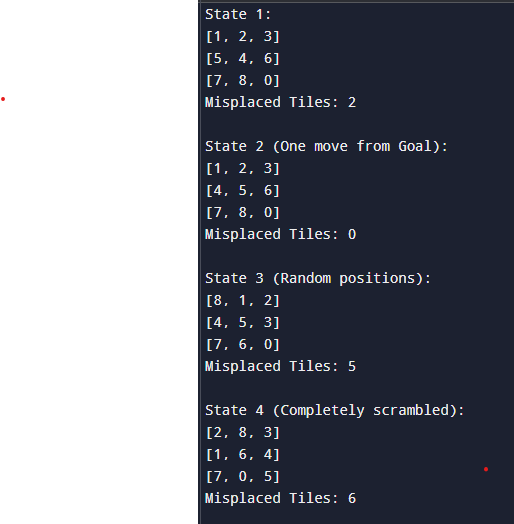 State 1:
[1, 2, 3]
[5, 4, 6]
[7, 8, 0]
Misplaced Tiles: 2
State 2 (One move from Goal):
[1, 2, 3]
[4, 5, 6]
[7, 8, 0]
Misplaced Tiles: 0
State 3 (Random positions):
[8, 1, 2]
[4, 5, 3]
[7, 6, 0]
Misplaced Tiles: 5
State 4 (Completely scrambled):
[2, 8, 3]
[1, 6, 4]
[7, 0, 5]
Misplaced Tiles: 6